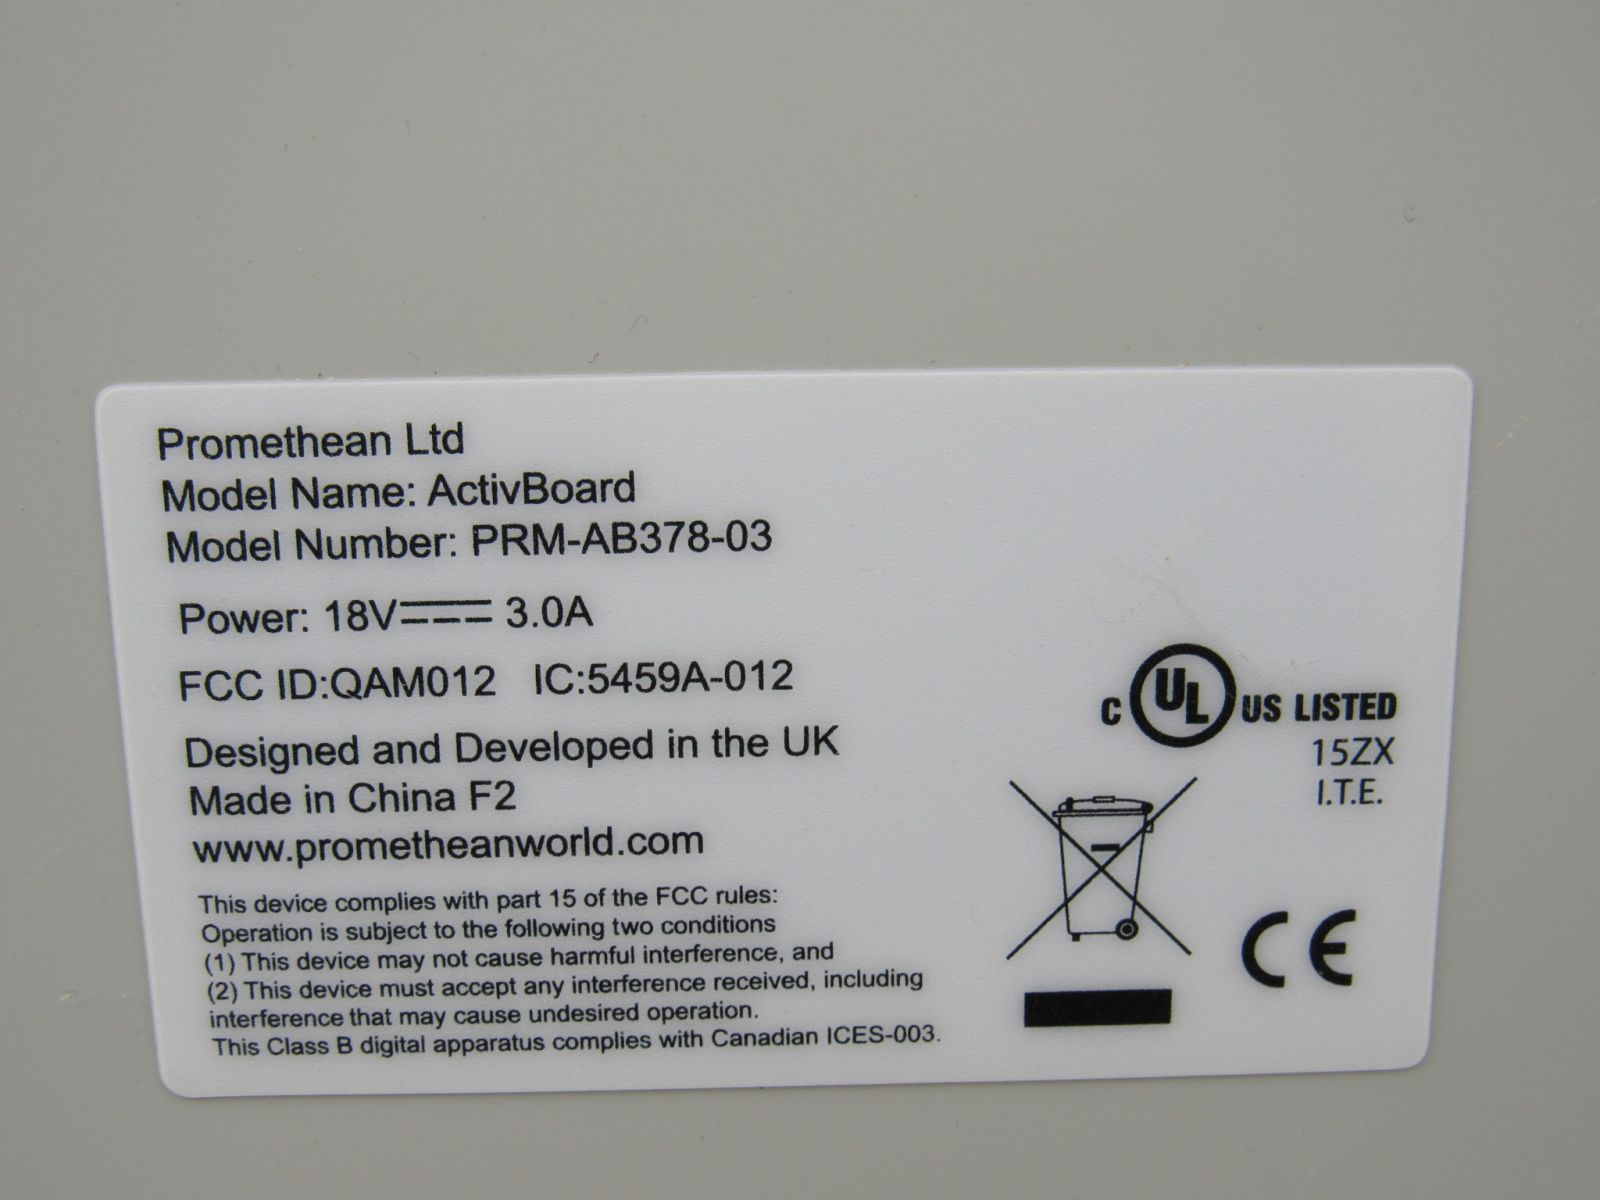 Promethean Ltd
Model Name: ActivBoard
Model Number: PRM-AB378-03
Power: 18V⎓3.0A
FCC ID:QAM012 IC:5459A-012
Designed and Developed in the UK
Made in China F2
www.prometheanworld.com
This device complies with part 15 of the FCC rules:
Operation is subject to the following two conditions
(1) This device may not cause harmful interference, and
(2) This device must accept any interference received, including
interference that may cause undesired operation.
This Class B digital apparatus complies with Canadian ICES-003.
C UL US LISTED
15ZX
I.T.E.
CE